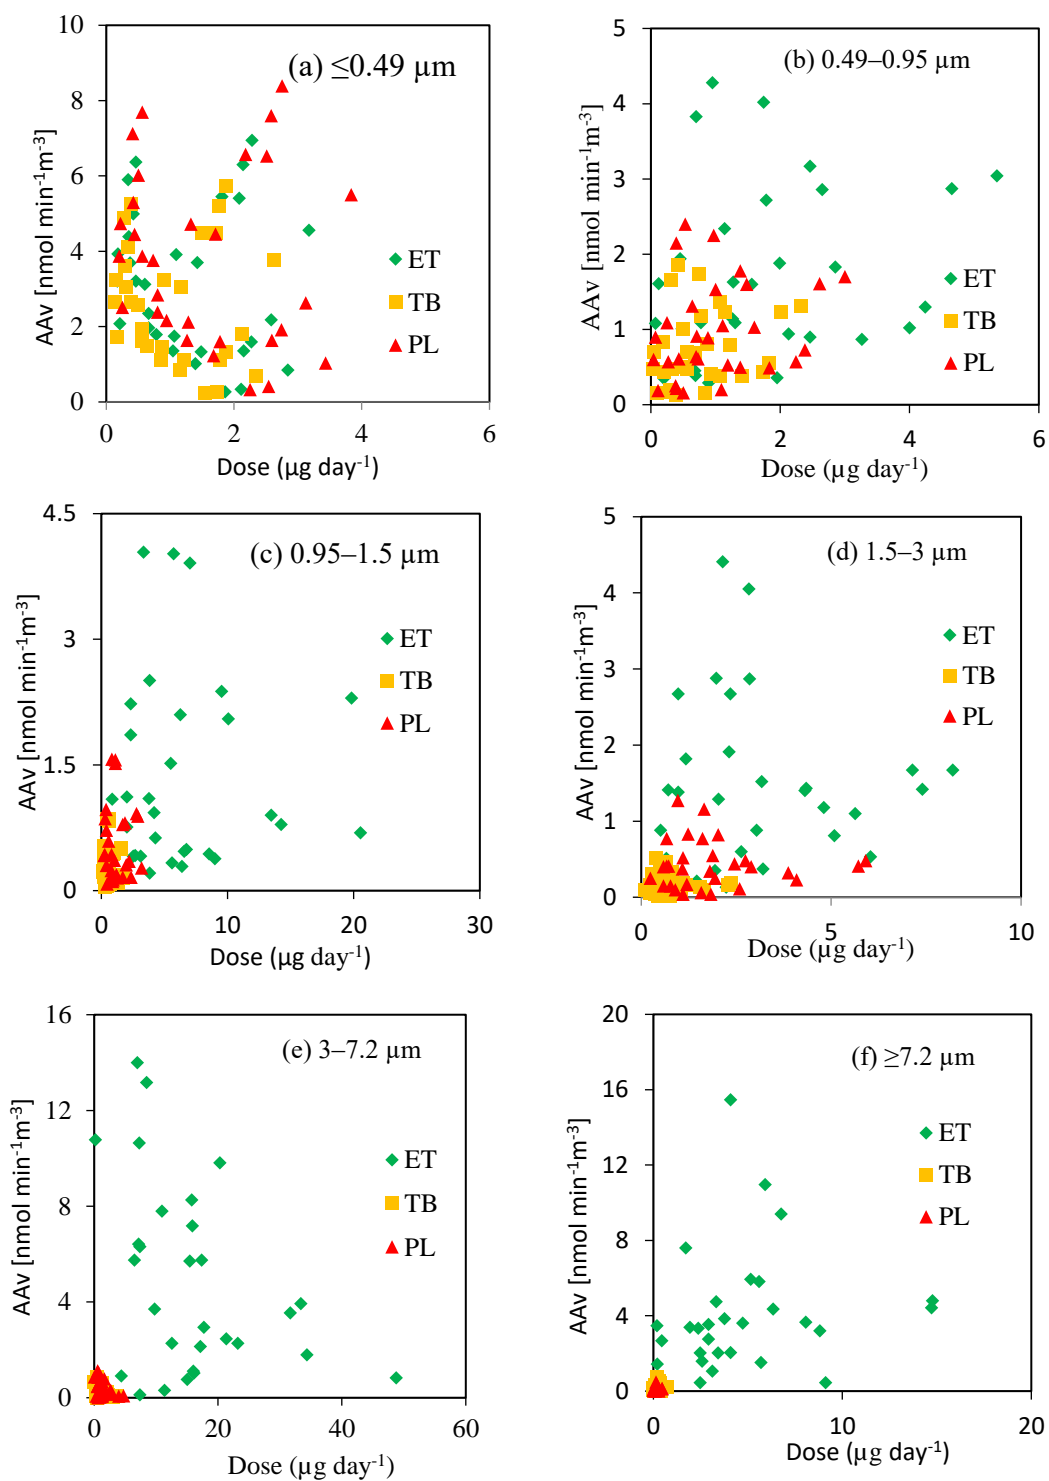 (a) ≤0.49 µm
AAv [nmol min-1m-3]
10
8
6
4
2
0
0 2 4 6
Dose (µg day-1)
ET
TB
PL
(b) 0.49–0.95 µm
AAv [nmol min-1m-3]
5
4
3
2
1
0
0 2 4 6
Dose (µg day-1)
ET
TB
PL
(c) 0.95–1.5 µm
AAv [nmol min-1m-3]
4.5
3
1.5
0
0 10 20 30
Dose (µg day-1)
ET
TB
PL
(d) 1.5–3 µm
AAv [nmol min-1m-3]
5
4
3
2
1
0
0 5 10
Dose (µg day-1)
ET
TB
PL
(e) 3–7.2 µm
AAv [nmol min-1m-3]
16
12
8
4
0
0 20 40 60
Dose (µg day-1)
ET
TB
PL
(f) ≥7.2 µm
AAv [nmol min-1m-3]
20
16
12
8
4
0
0 10 20
Dose (µg day-1)
ET
TB
PL